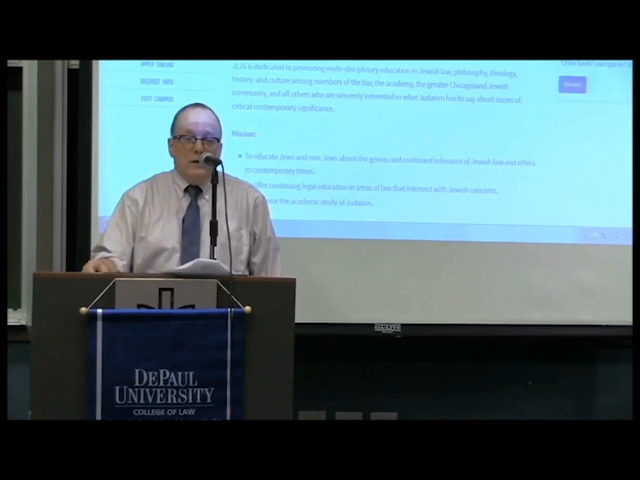 APPLY ONLINE
REQUEST INFO
VISIT CAMPUS
JLJS is dedicated to promoting multi-disciplinary education in Jewish law, philosophy, theology,
history, and culture among members of the bar, the academy, the greater Chicagoland Jewish
community, and all others who are sincerely interested in what Judaism has to say about issues of
critical contemporary significance.
Mission:
To educate Jews and non-Jews about the genius and continued relevance of Jewish law and ethics
to contemporary times.
offer continuing legal education in areas of law that intersect with Jewish concerns.
the academic study of Judaism.
Donate
DEPAUL
UNIVERSITY
COLLEGE OF LAW